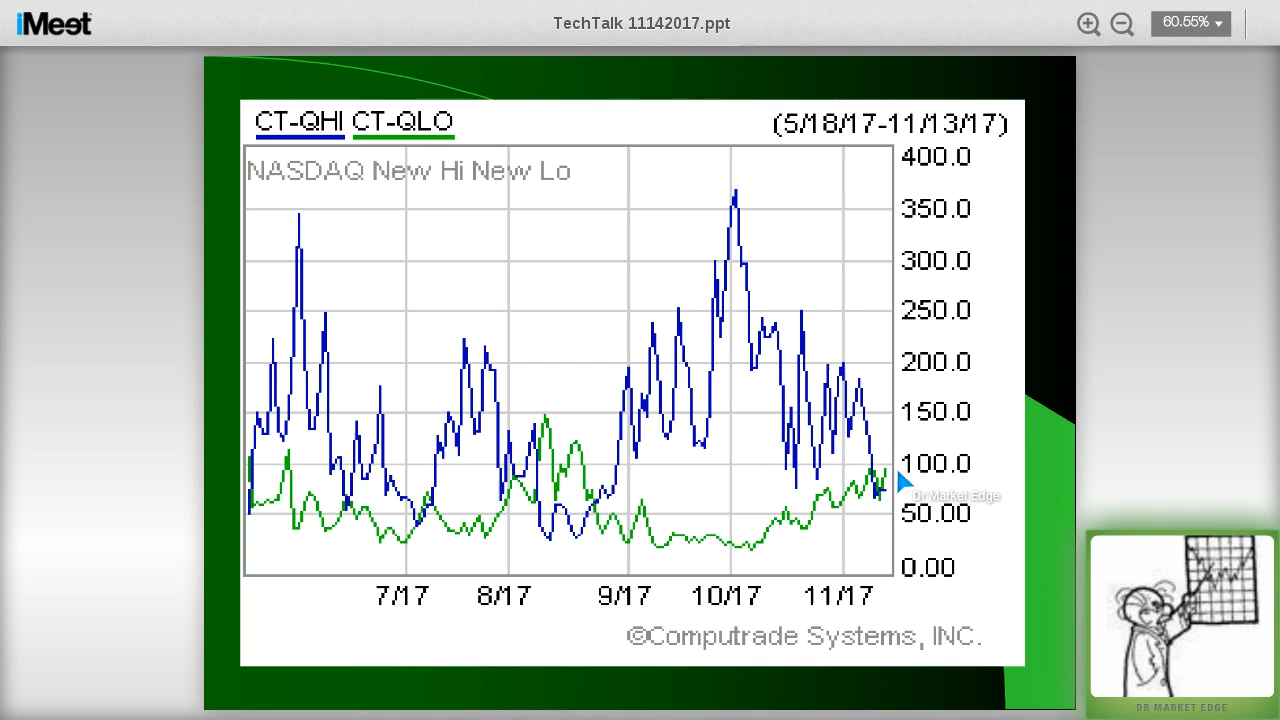 iMeet
TechTalk 11142017.ppt
60.55%
CT-QHI CT-QLO
(5/18/17-11/13/17)
NASDAQ New Hi New Lo
400.0
350.0
300.0
250.0
200.0
150.0
100.0
50.00
0.00
Dr Market Edge
7/17 8/17 9/17 10/17 11/17
©Computrade Systems, INC.
DR MARKET EDGE